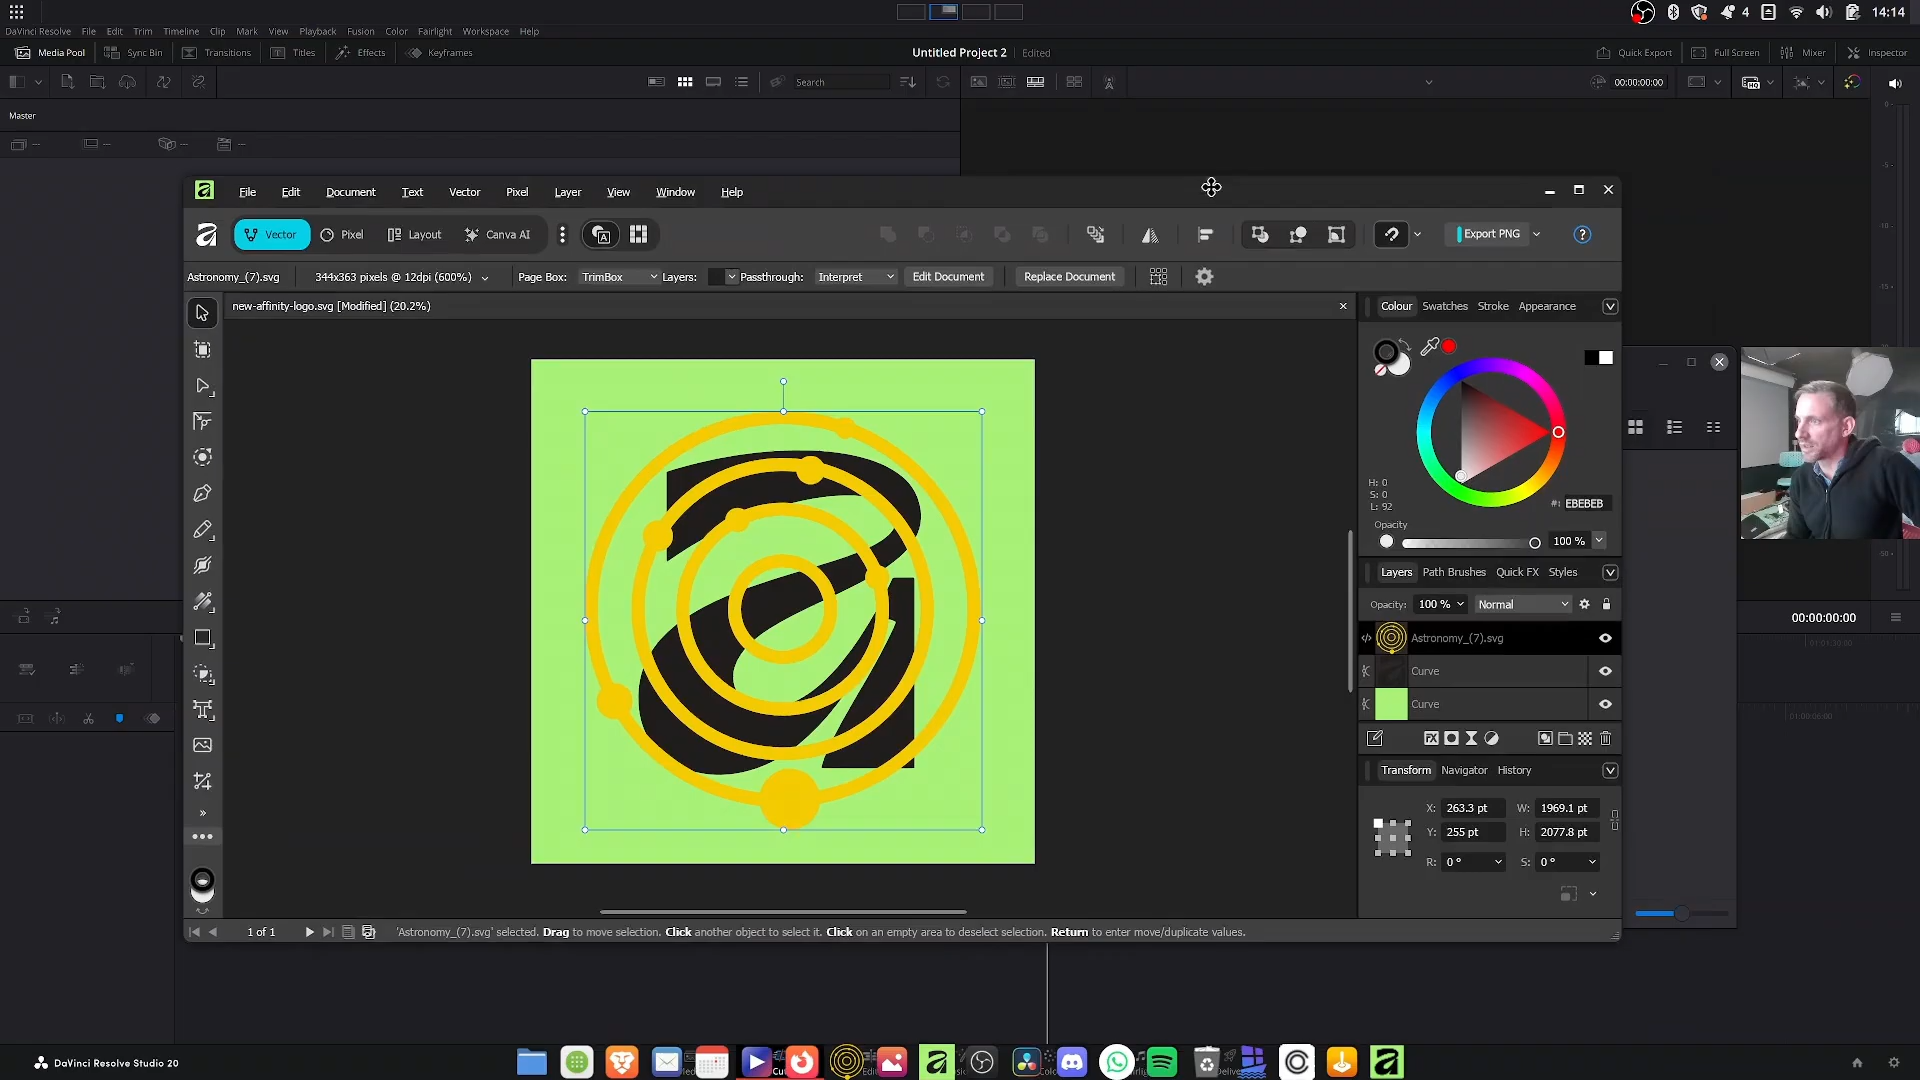 4 14:14
DaVinci Resolve File Edit Trim Timeline Clip Mark View Playback Fusion Color Fairlight Workspace Help
Media Pool Sync Bin Transitions Titles Effects Keyframes Untitled Project 2 Edited Quick Export Full Screen Mixer Inspector
Search 00:00:00:00
Master
File Edit Document Text Vector Pixel Layer View Window Help
Vector Pixel Layout Canva AI Export PNG
Astronomy_(7).svg 344x363 pixels @ 12dpi (600%) Page Box: TrimBox Layers: Passthrough: Interpret Edit Document Replace Document
new-affinity-logo.svg [Modified] (20.2%)
Colour Swatches Stroke Appearance
H: 0
S: 0
L: 92
#: EBEBEB
Opacity
100 %
Layers Path Brushes Quick FX Styles
Opacity: 100 % Normal
Astronomy_(7).svg
Curve
Curve
00:00:00:00
Transform Navigator History
X: 263.3 pt W: 1969.1 pt
Y: 255 pt H: 2077.8 pt
R: 0 ° S: 0 °
1 of 1 'Astronomy_(7).svg' selected. Drag to move selection. Click another object to select it. Click on an empty area to deselect selection. Return to enter move/duplicate values.
DaVinci Resolve Studio 20